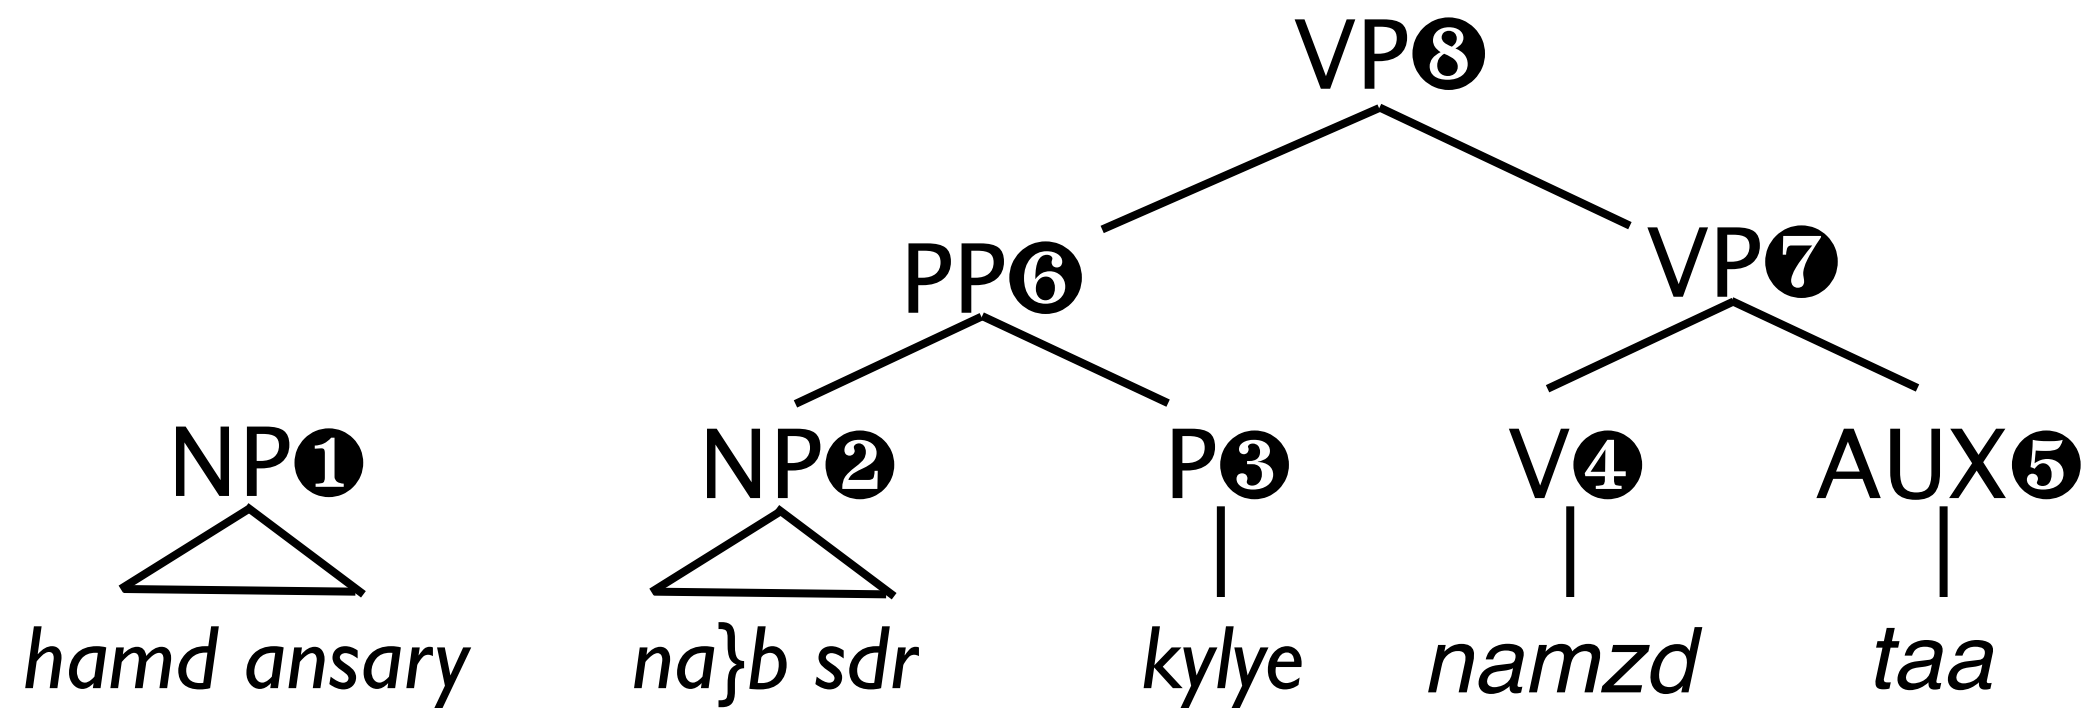 VP❽
PP❻ VP❼
NP❶ NP❷ P❸ V❹ AUX❺
hamd ansary na}b sdr kylye namzd taa